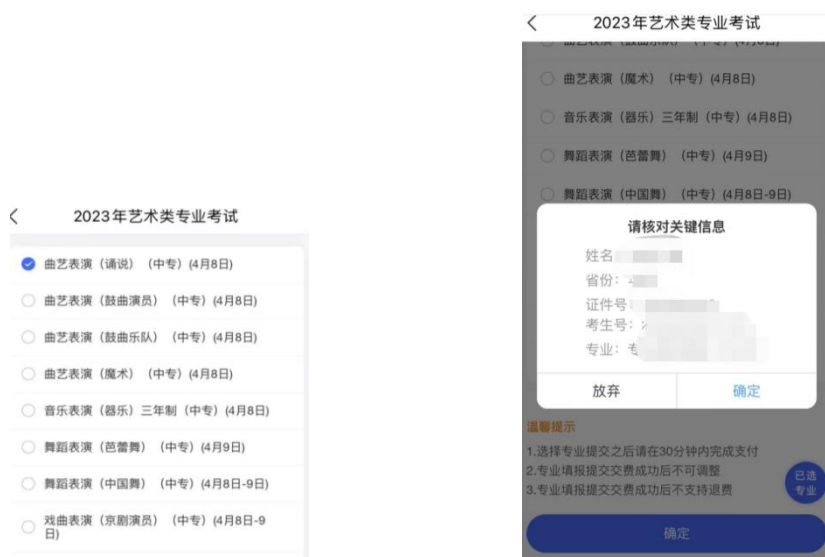 2023年艺术类专业考试
曲艺表演（诵说）（中专）(4月8日)
曲艺表演（鼓曲演员）（中专）(4月8日)
曲艺表演（鼓曲乐队）（中专）(4月8日)
曲艺表演（魔术）（中专）(4月8日)
音乐表演（器乐）三年制（中专）(4月8日)
舞蹈表演（芭蕾舞）（中专）(4月9日)
舞蹈表演（中国舞）（中专）(4月8日-9日)
戏曲表演（京剧演员）（中专）(4月8日-9
日)
2023年艺术类专业考试
曲艺表演（鼓曲乐队）（中专）(4月8日)
曲艺表演（魔术）（中专）(4月8日)
音乐表演（器乐）三年制（中专）(4月8日)
舞蹈表演（芭蕾舞）（中专）(4月9日)
舞蹈表演（中国舞）（中专）(4月8日-9日)
请核对关键信息
姓名
省份：
证件号：
考生号：
专业：
放弃
确定
温馨提示
1.选择专业提交之后请在30分钟内完成支付
2.专业填报提交交费成功后不可调整
3.专业填报提交交费成功后不支持退费
已选
专业
确定